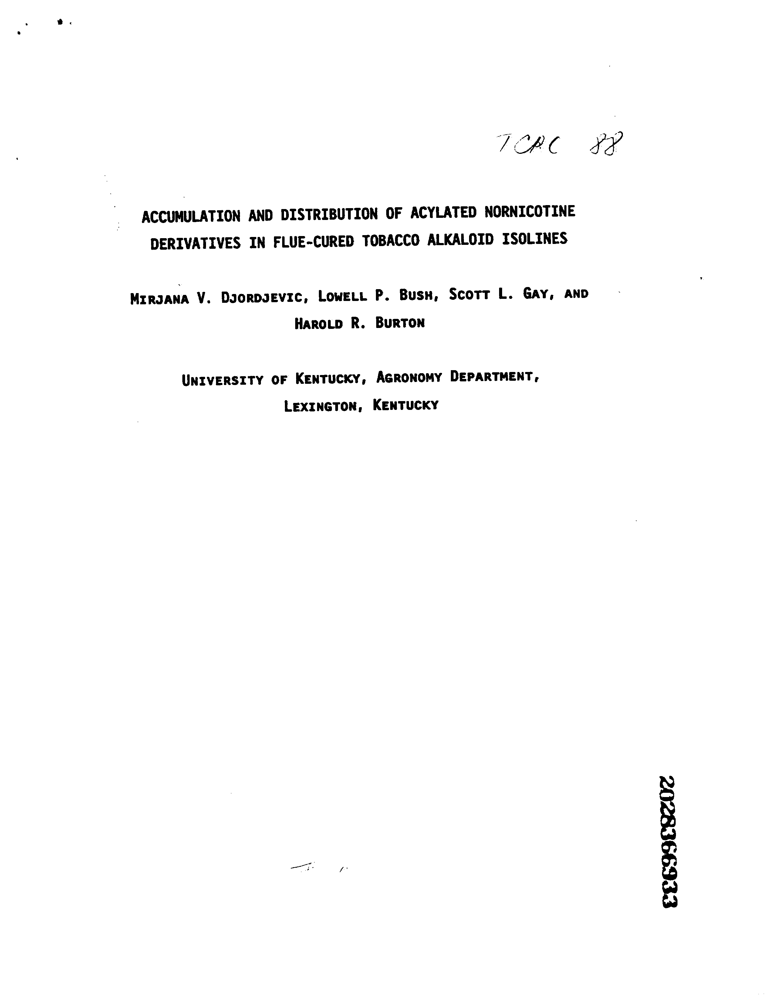 TCRC 88
ACCUMULATION AND DISTRIBUTION OF ACYLATED NORNICOTINE
DERIVATIVES IN FLUE-CURED TOBACCO ALKALOID ISOLINES
MIRJANA V. DJORDJEVIC, LOWELL P. BUSH, SCOTT L. GAY, AND
HAROLD R. BURTON
UNIVERSITY OF KENTUCKY, AGRONOMY DEPARTMENT,
LEXINGTON, KENTUCKY
2028366933